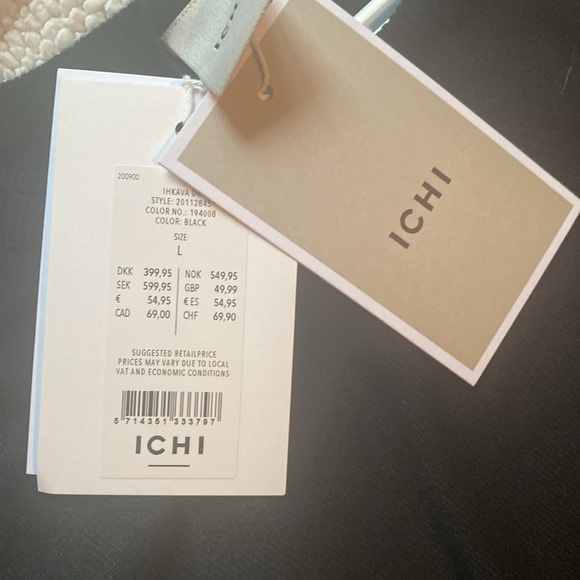 ICHI
ICHI
200900
IHKAVA
STYLE: 20112845
COLOR NO.: 194008
COLOR: BLACK
SIZE
L
DKK 399,95 NOK 549,95
SEK 599,95 GBP 49,99
€ 54,95 € ES 54,95
CAD 69,00 CHF 69,90
SUGGESTED RETAILPRICE
PRICES MAY VARY DUE TO LOCAL
VAT AND ECONOMIC CONDITIONS
5 714351 333797
ICHI